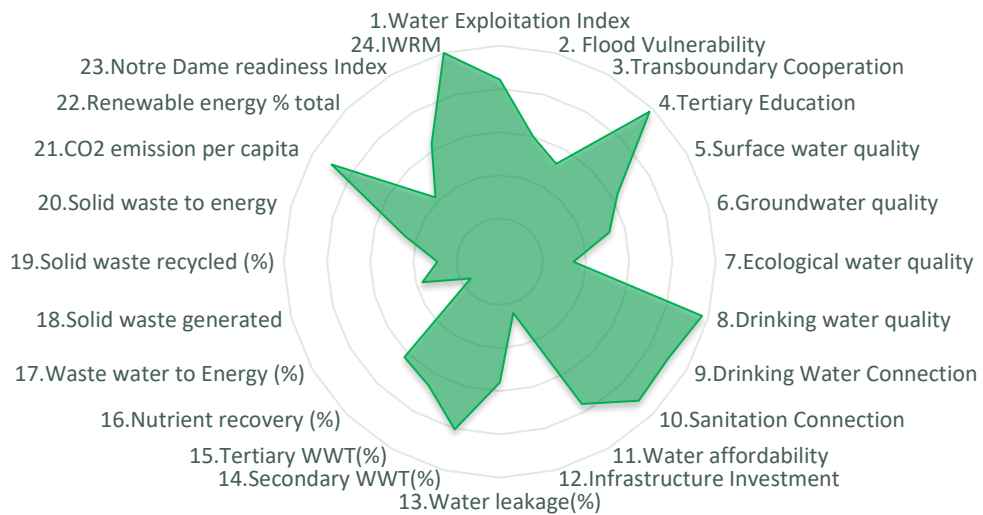 1.Water Exploitation Index
2. Flood Vulnerability
3.Transboundary Cooperation
4.Tertiary Education
5.Surface water quality
6.Groundwater quality
7.Ecological water quality
8.Drinking water quality
9.Drinking Water Connection
10.Sanitation Connection
11.Water affordability
12.Infrastructure Investment
13.Water leakage(%)
14.Secondary WWT(%)
15.Tertiary WWT(%)
16.Nutrient recovery (%)
17.Waste water to Energy (%)
18.Solid waste generated
19.Solid waste recycled (%)
20.Solid waste to energy
21.CO2 emission per capita
22.Renewable energy % total
23.Notre Dame readiness Index
24.IWRM